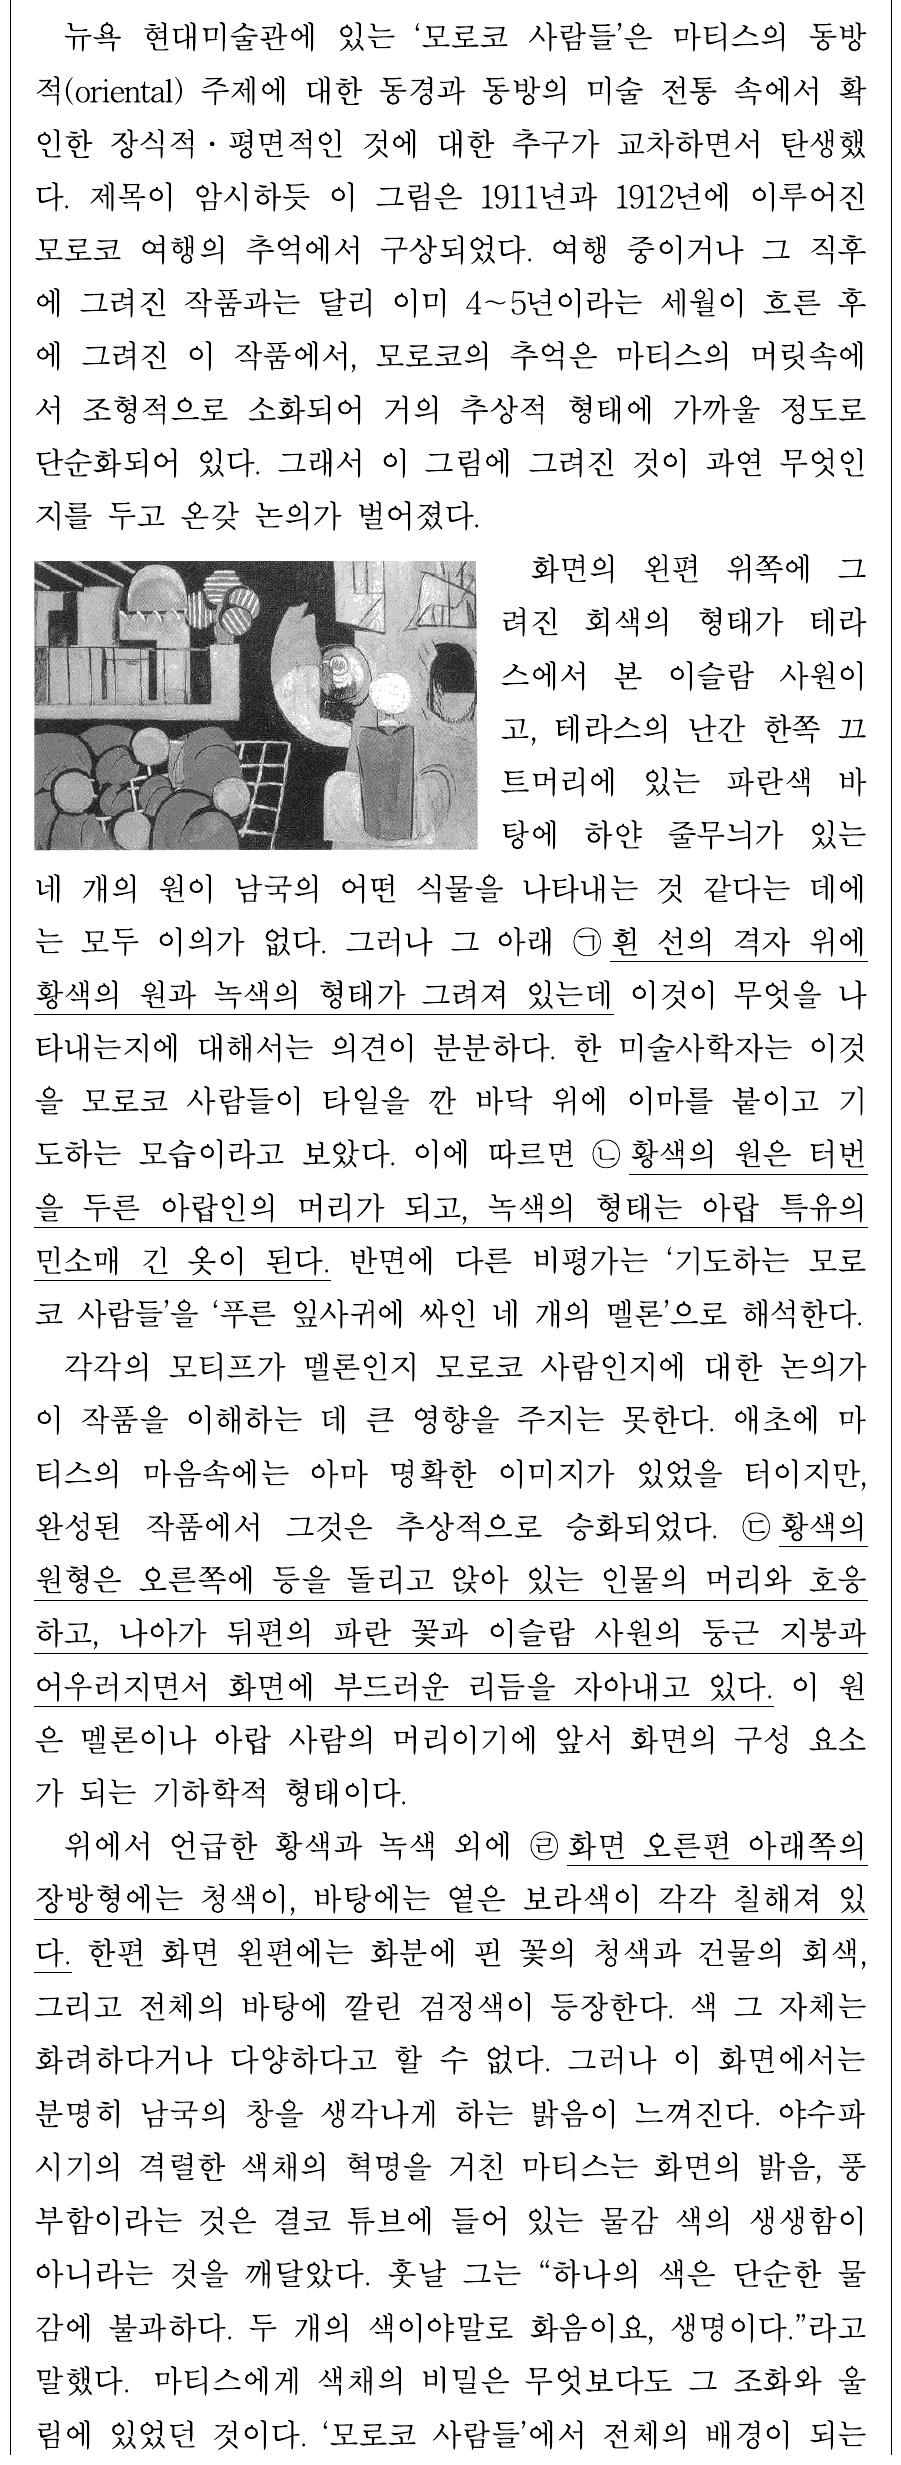 뉴욕 현대미술관에 있는 ‘모로코 사람들’은 마티스의 동방
적(oriental) 주제에 대한 동경과 동방의 미술 전통 속에서 확
인한 장식적·평면적인 것에 대한 추구가 교차하면서 탄생했
다. 제목이 암시하듯 이 그림은 1911년과 1912년에 이루어진
모로코 여행의 추억에서 구상되었다. 여행 중이거나 그 직후
에 그려진 작품과는 달리 이미 4～5년이라는 세월이 흐른 후
에 그려진 이 작품에서, 모로코의 추억은 마티스의 머릿속에
서 조형적으로 소화되어 거의 추상적 형태에 가까울 정도로
단순화되어 있다. 그래서 이 그림에 그려진 것이 과연 무엇인
지를 두고 온갖 논의가 벌어졌다.
화면의 왼편 위쪽에 그
려진 회색의 형태가 테라
스에서 본 이슬람 사원이
고, 테라스의 난간 한쪽 끄
트머리에 있는 파란색 바
탕에 하얀 줄무늬가 있는
네 개의 원이 남국의 어떤 식물을 나타내는 것 같다는 데에
는 모두 이의가 없다. 그러나 그 아래 ㉠흰 선의 격자 위에
황색의 원과 녹색의 형태가 그려져 있는데 이것이 무엇을 나
타내는지에 대해서는 의견이 분분하다. 한 미술사학자는 이것
을 모로코 사람들이 타일을 깐 바닥 위에 이마를 붙이고 기
도하는 모습이라고 보았다. 이에 따르면 ㉡황색의 원은 터번
을 두른 아랍인의 머리가 되고, 녹색의 형태는 아랍 특유의
민소매 긴 옷이 된다. 반면에 다른 비평가는 ‘기도하는 모로
코 사람들’을 ‘푸른 잎사귀에 싸인 네 개의 멜론’으로 해석한다.
각각의 모티프가 멜론인지 모로코 사람인지에 대한 논의가
이 작품을 이해하는 데 큰 영향을 주지는 못한다. 애초에 마
티스의 마음속에는 아마 명확한 이미지가 있었을 터이지만,
완성된 작품에서 그것은 추상적으로 승화되었다. ㉢황색의
원형은 오른쪽에 등을 돌리고 앉아 있는 인물의 머리와 호응
하고, 나아가 뒤편의 파란 꽃과 이슬람 사원의 둥근 지붕과
어우러지면서 화면에 부드러운 리듬을 자아내고 있다. 이 원
은 멜론이나 아랍 사람의 머리이기에 앞서 화면의 구성 요소
가 되는 기하학적 형태이다.
위에서 언급한 황색과 녹색 외에 ㉣화면 오른편 아래쪽의
장방형에는 청색이, 바탕에는 옅은 보라색이 각각 칠해져 있
다. 한편 화면 왼편에는 화분에 핀 꽃의 청색과 건물의 회색,
그리고 전체의 바탕에 깔린 검정색이 등장한다. 색 그 자체는
화려하다거나 다양하다고 할 수 없다. 그러나 이 화면에서는
분명히 남국의 창을 생각나게 하는 밝음이 느껴진다. 야수파
시기의 격렬한 색채의 혁명을 거친 마티스는 화면의 밝음, 풍
부함이라는 것은 결코 튜브에 들어 있는 물감 색의 생생함이
아니라는 것을 깨달았다. 훗날 그는 “하나의 색은 단순한 물
감에 불과하다. 두 개의 색이야말로 화음이요, 생명이다.”라고
말했다. 마티스에게 색채의 비밀은 무엇보다도 그 조화와 울
림에 있었던 것이다. ‘모로코 사람들’에서 전체의 배경이 되는